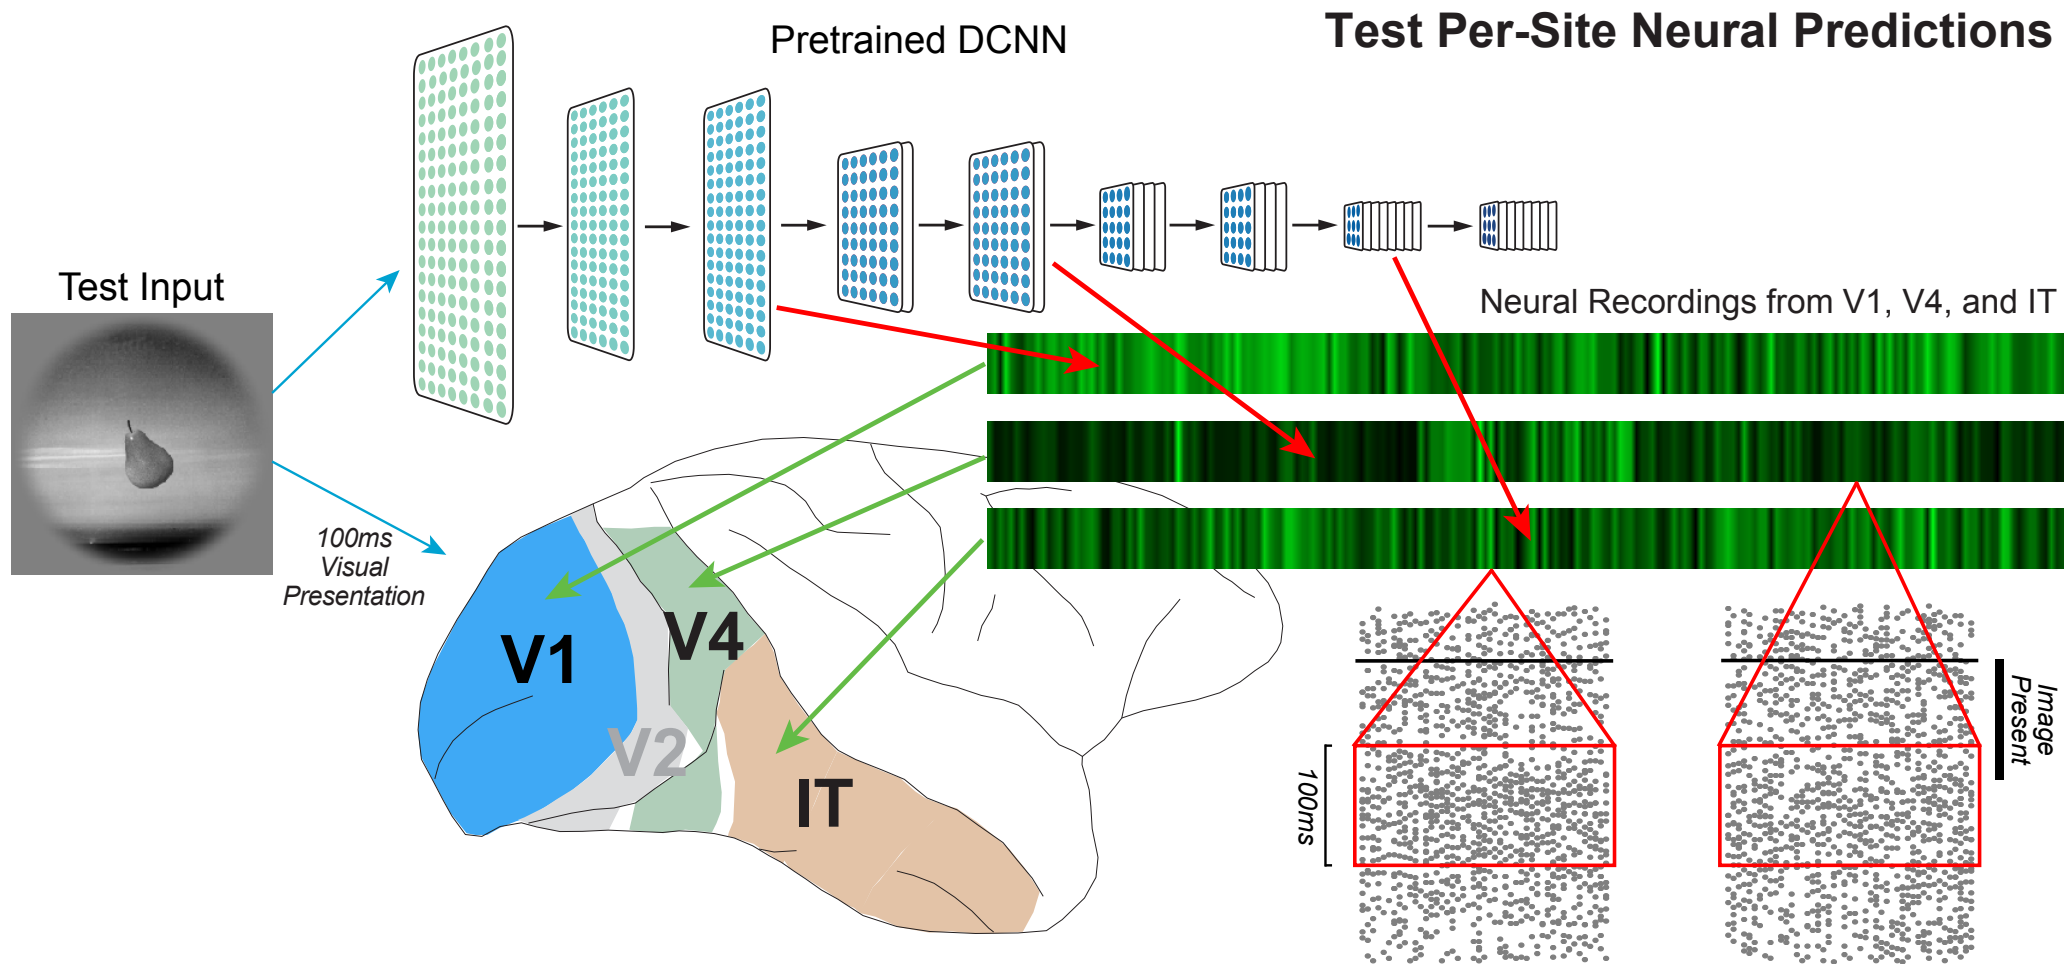 Pretrained DCNN
Test Per-Site Neural Predictions
Test Input
Neural Recordings from V1, V4, and IT
100ms
Visual
Presentation
V1
V4
V2
IT
100ms
Image
Present